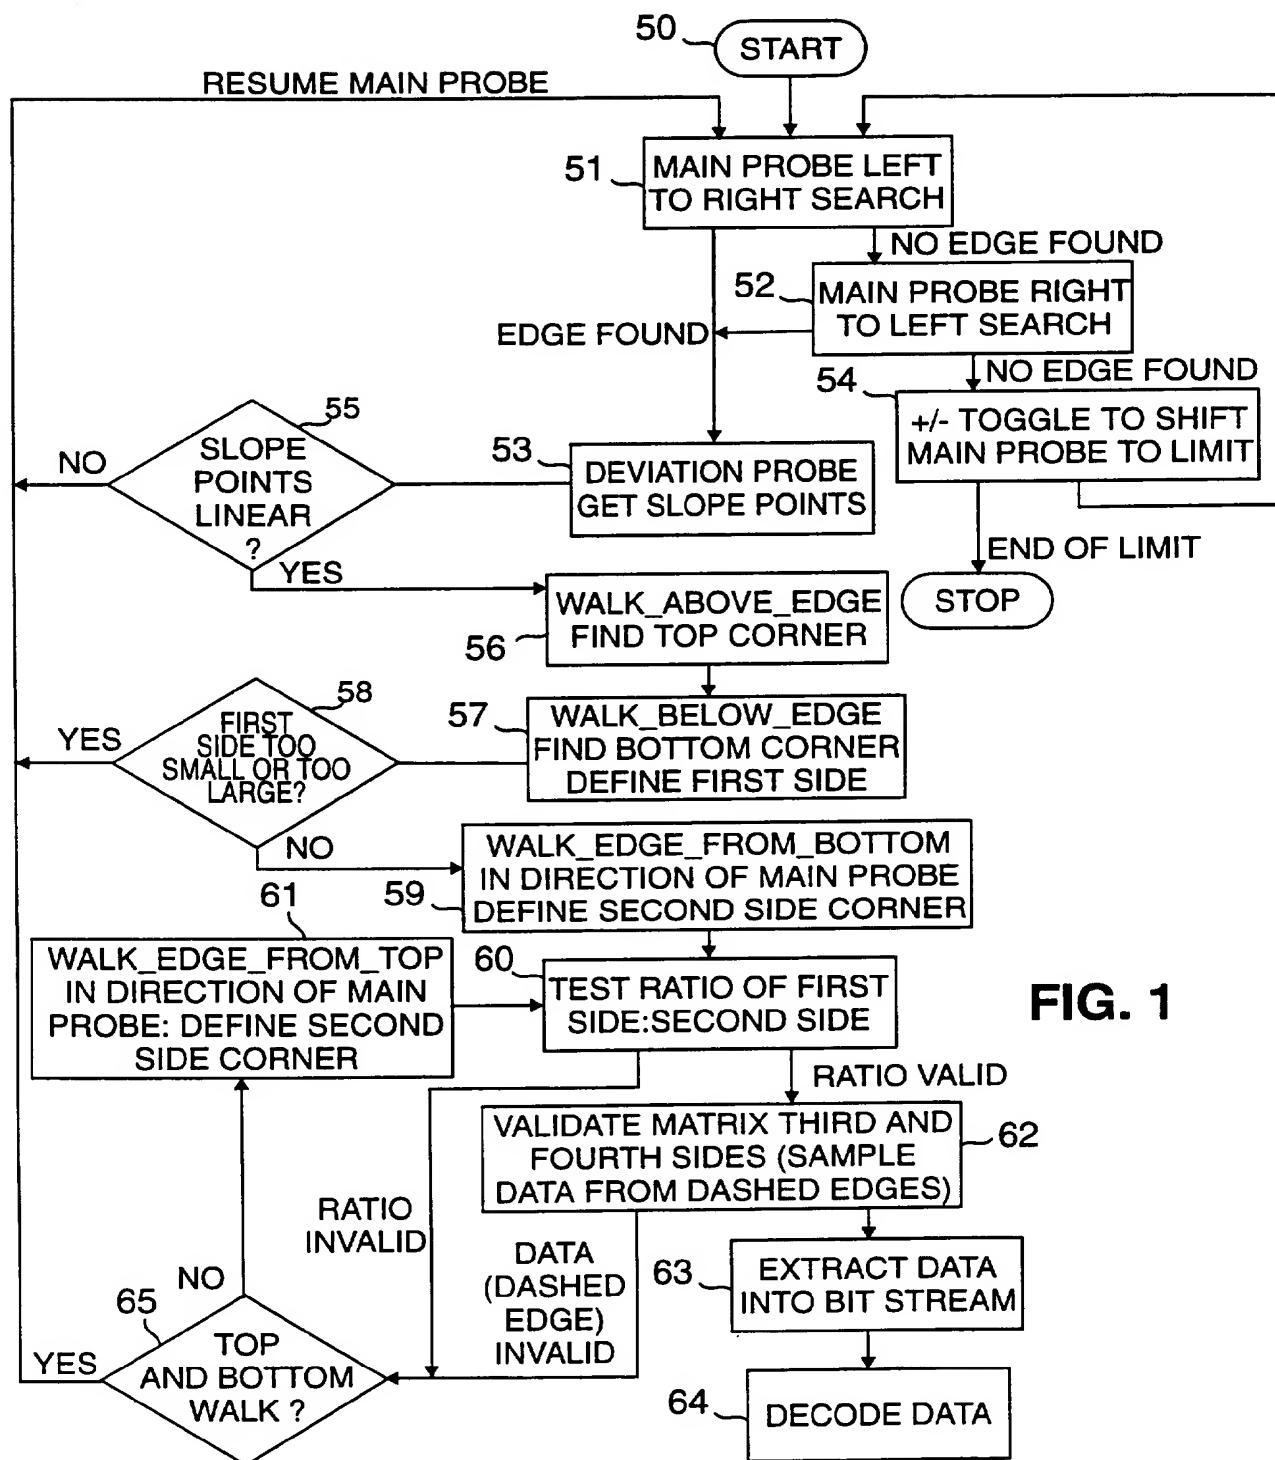 50
START
RESUME MAIN PROBE
51
MAIN PROBE LEFT
TO RIGHT SEARCH
NO EDGE FOUND
52
MAIN PROBE RIGHT
TO LEFT SEARCH
EDGE FOUND
NO EDGE FOUND
54
+/- TOGGLE TO SHIFT
MAIN PROBE TO LIMIT
55
SLOPE
POINTS
LINEAR
?
NO
53
DEVIATION PROBE
GET SLOPE POINTS
YES
END OF LIMIT
STOP
WALK_ABOVE_EDGE
FIND TOP CORNER
56
58
FIRST
SIDE TOO
SMALL OR TOO
LARGE?
YES
57
WALK_BELOW_EDGE
FIND BOTTOM CORNER
DEFINE FIRST SIDE
NO
WALK_EDGE_FROM_BOTTOM
IN DIRECTION OF MAIN PROBE
DEFINE SECOND SIDE CORNER
59
61
WALK_EDGE_FROM_TOP
IN DIRECTION OF MAIN
PROBE: DEFINE SECOND
SIDE CORNER
60
TEST RATIO OF FIRST
SIDE:SECOND SIDE
FIG. 1
RATIO VALID
VALIDATE MATRIX THIRD AND
FOURTH SIDES (SAMPLE
DATA FROM DASHED EDGES)
62
RATIO
INVALID
DATA
(DASHED
EDGE)
INVALID
63
EXTRACT DATA
INTO BIT STREAM
NO
65
TOP
AND BOTTOM
WALK ?
YES
64
DECODE DATA